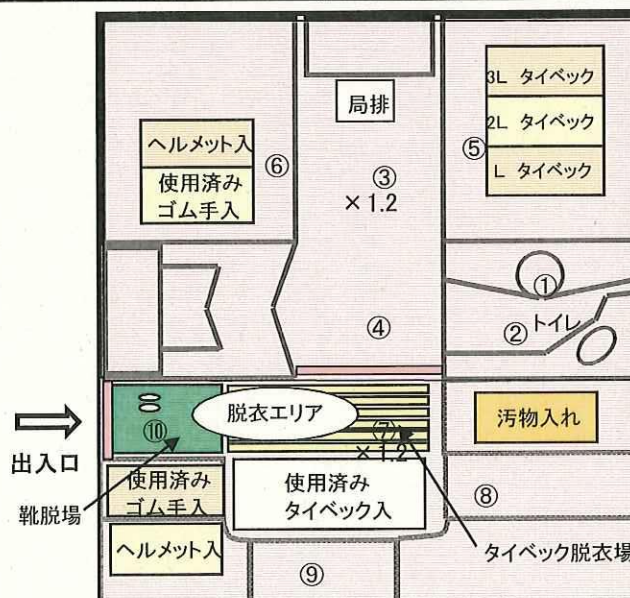 局排
3L タイベック
2L タイベック
L タイベック
⑤
ヘルメット入
使用済み
ゴム手入
⑥
③
×1.2
④
①
②
トイレ
出入口
⑩
脱衣エリア
⑦
×1.2
汚物入れ
靴脱場
使用済み
ゴム手入
ヘルメット入
使用済み
タイベック入
⑧
タイベック脱衣場
⑨